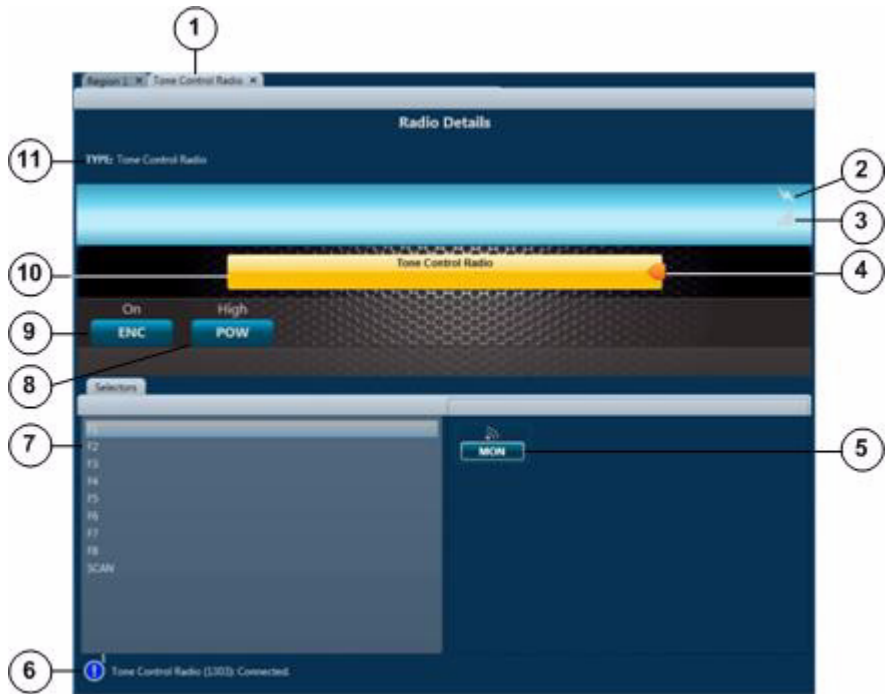 1
Region 1 × Tone Control Radio ×
Radio Details
11
TYPE: Tone Control Radio
2
3
10
Tone Control Radio
4
On High
9
ENC POW
8
Selectors
7
F1
F2
F3
F4
F5
F6
F7
F8
SCAN
MON
5
6
1
Tone Control Radio (1303): Connected.